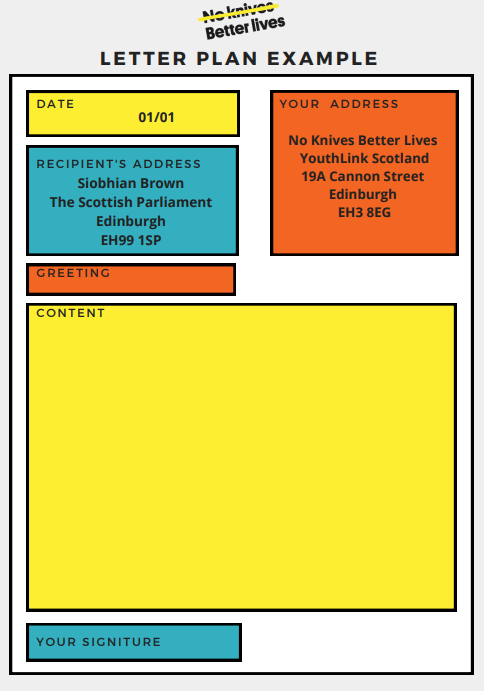 No knives
Better lives
LETTER PLAN EXAMPLE
DATE
01/01
YOUR ADDRESS
No Knives Better Lives
YouthLink Scotland
19A Cannon Street
Edinburgh
EH3 8EG
RECIPIENT'S ADDRESS
Siobhian Brown
The Scottish Parliament
Edinburgh
EH99 1SP
GREETING
CONTENT
YOUR SIGNITURE